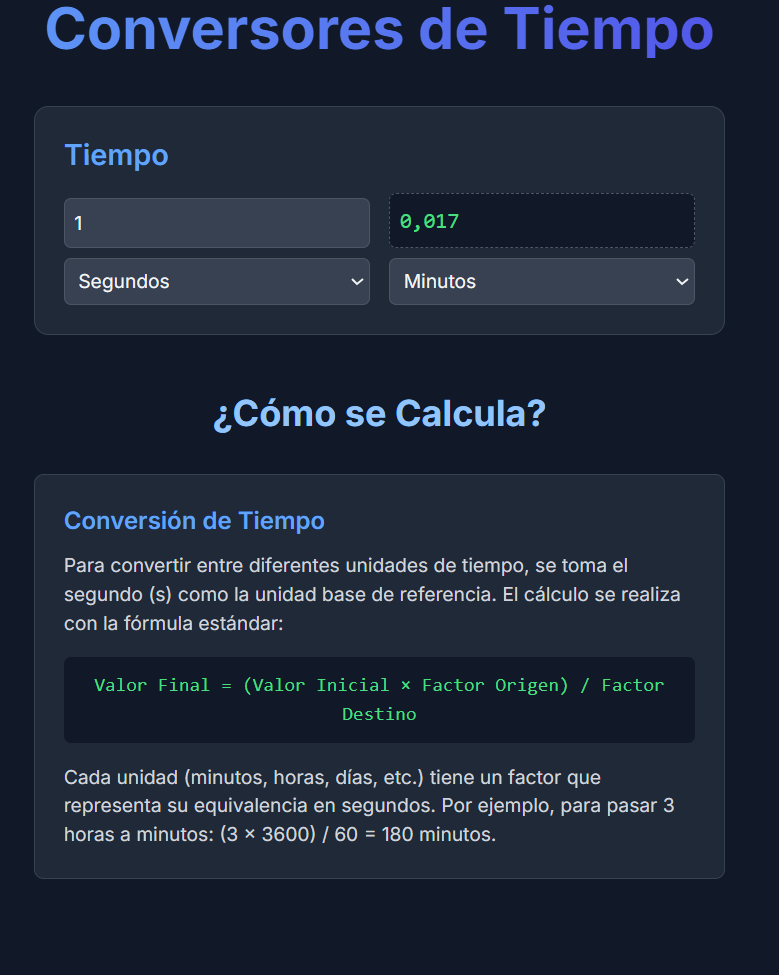 Conversores de Tiempo
Tiempo
1
0,017
Segundos
Minutos
¿Cómo se Calcula?
Conversión de Tiempo
Para convertir entre diferentes unidades de tiempo, se toma el
segundo (s) como la unidad base de referencia. El cálculo se realiza
con la fórmula estándar:
Valor Final = (Valor Inicial × Factor Origen) / Factor
Destino
Cada unidad (minutos, horas, días, etc.) tiene un factor que
representa su equivalencia en segundos. Por ejemplo, para pasar 3
horas a minutos: (3 × 3600) / 60 = 180 minutos.